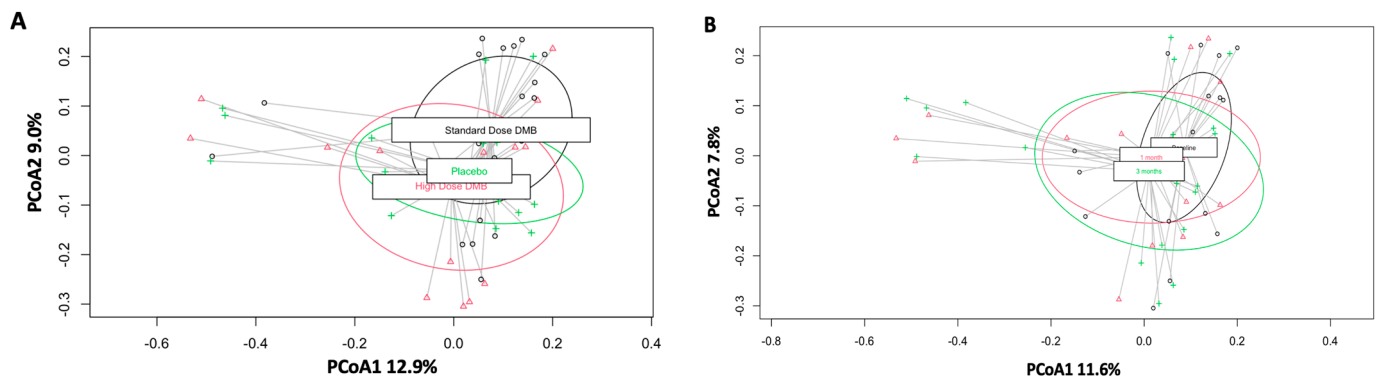 A
PCoA2 9.0%
0.2
0.1
0.0
-0.1
-0.2
-0.3
Standard Dose DMB
Placebo
High Dose DMB
-0.6
-0.4
-0.2
0.0
0.2
0.4
PCoA1 12.9%
B
PCoA2 7.8%
0.2
0.1
0.0
-0.1
-0.2
-0.3
1 month
3 months
-0.8
-0.6
-0.4
-0.2
0.0
0.2
0.4
PCoA1 11.6%